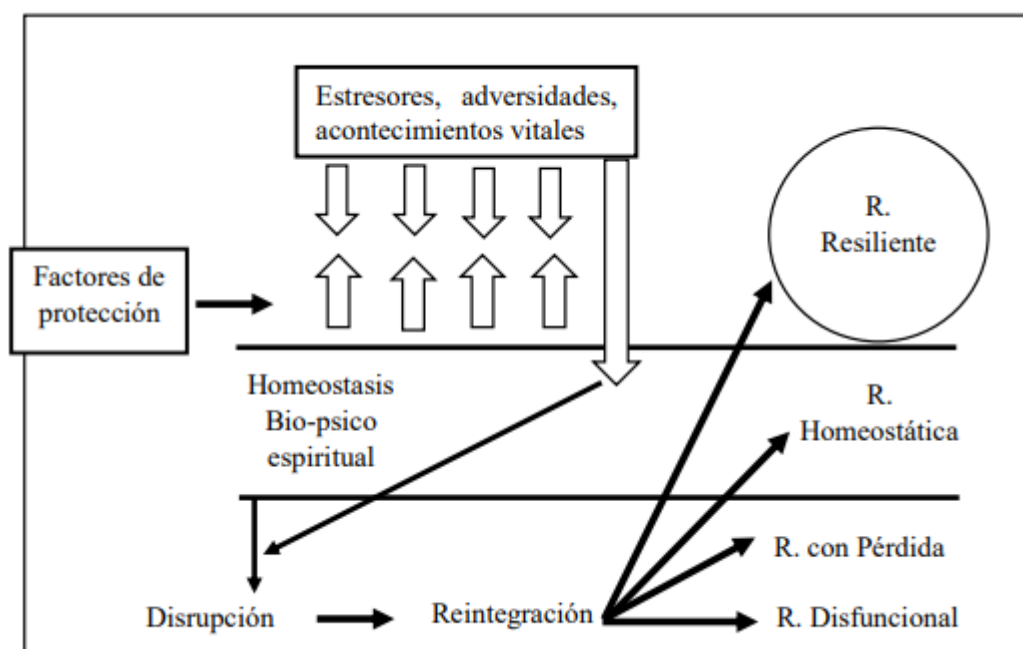 Estresores, adversidades,
acontecimientos vitales
R.
Resiliente
Factores de
protección
Homeostasis
Bio-psico
espiritual
R.
Homeostática
R. con Pérdida
Disrupción
Reintegración
R. Disfuncional